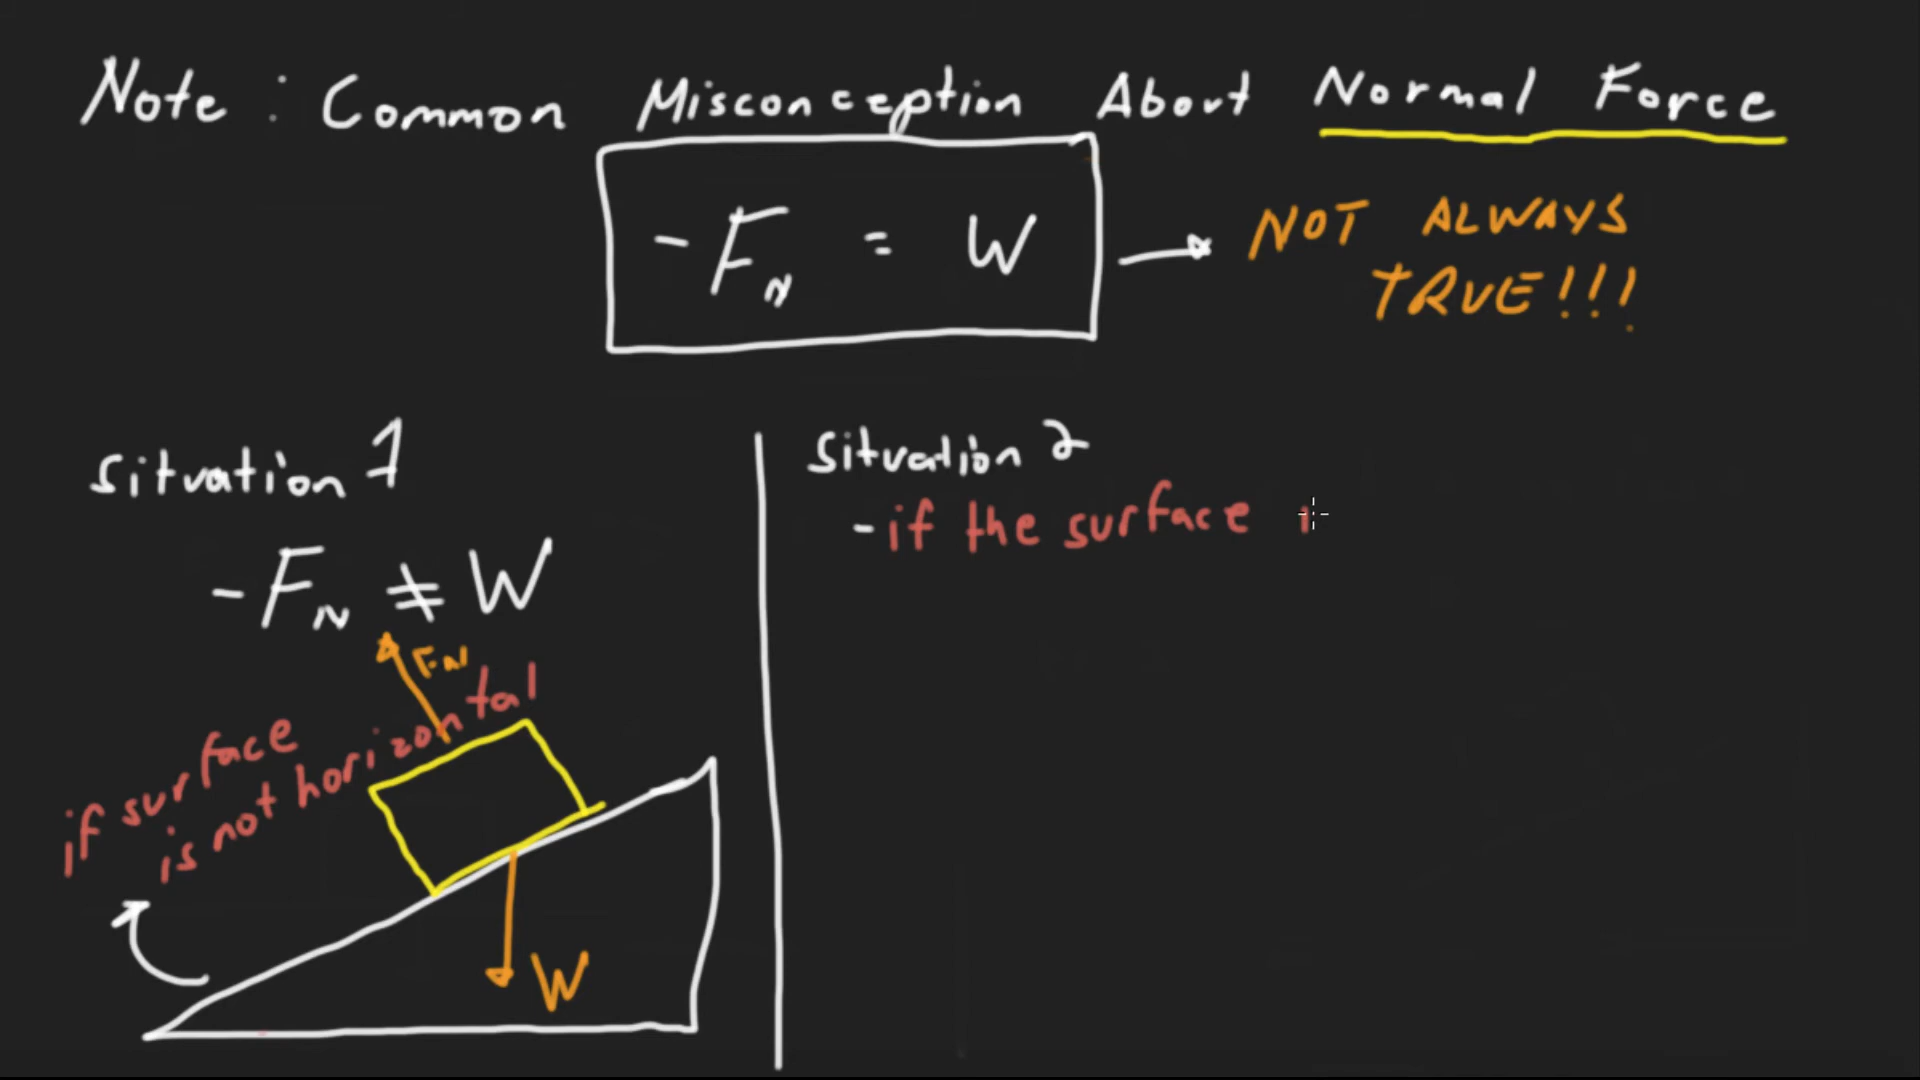 Note : Common Misconception About Normal Force
- FN = W
NOT ALWAYS
TRUE!!!
situation 1
- FN ≠ W
FN
if surface
is not horizontal
W
situation 2
- if the surface